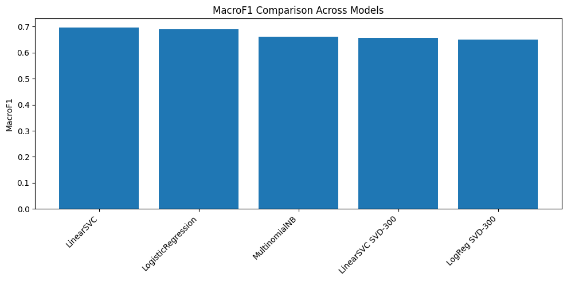 MacroF1 Comparison Across Models
MacroF1
0.7
0.6
0.5
0.4
0.3
0.2
0.1
0.0
LinearSVC
LogisticRegression
MultinomialNB
LinearSVC SVD-300
LogReg SVD-300